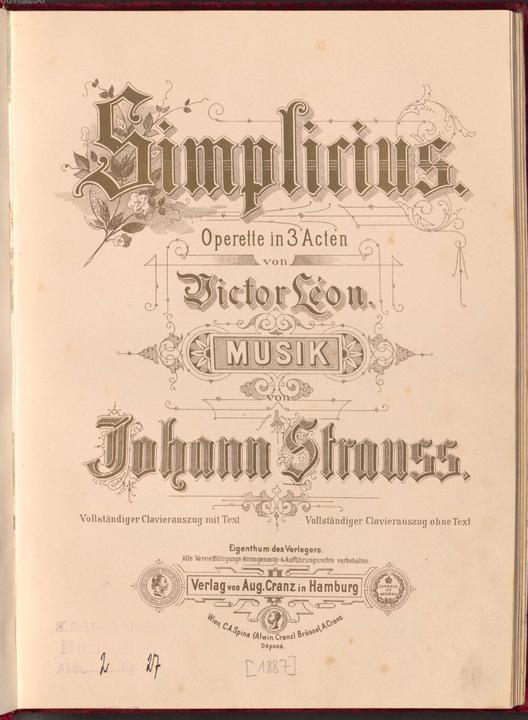 Simplicius.
Operette in 3 Acten
von
Victor Léon.
MUSIK
von
Johann Strauss.
Vollständiger Clavierauszug mit Text
Vollständiger Clavierauszug ohne Text
Eigenthum des Verlegers.
Alle Vervielfältigungs-Arrangements-&Aufführungsrechte vorbehalten
Verlag von Aug. Cranz in Hamburg
Wien, C.A. Spina (Alwin Cranz) Brüssel, A. Cranz
Déposé.
2 27
[1887]